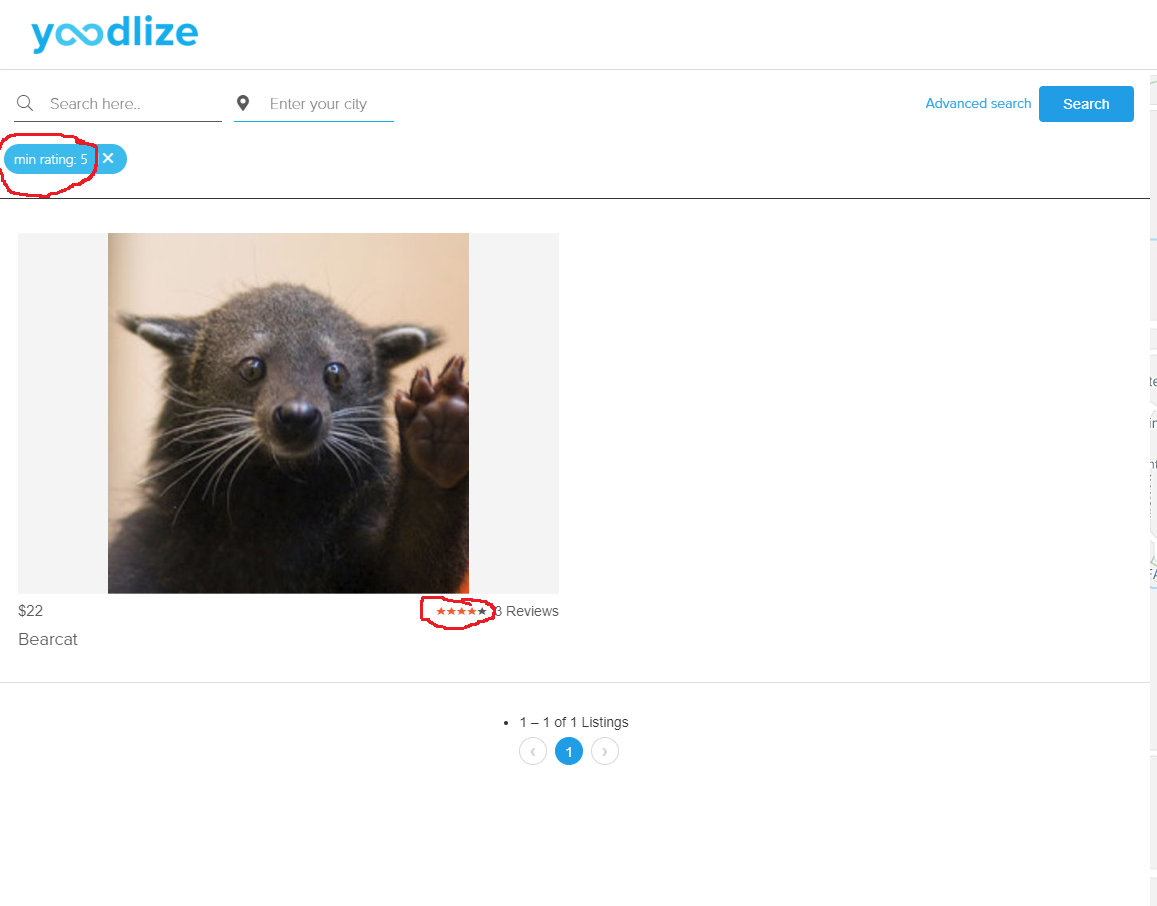 yoodlize
Search here..
Enter your city
Advanced search
Search
min rating: 5 ✕
$22
3 Reviews
Bearcat
• 1 – 1 of 1 Listings
‹ 1 ›